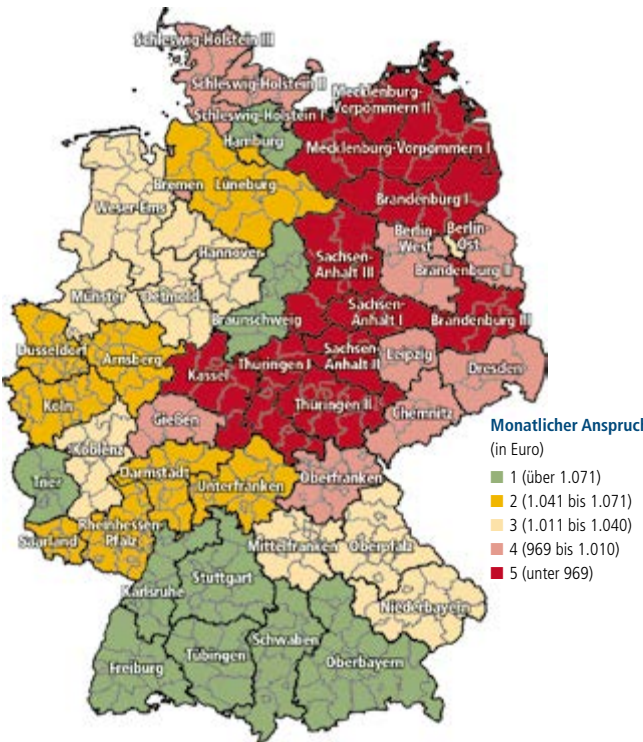 Schleswig-Holstein III
Schleswig-Holstein II
Mecklenburg-
Vorpommern II
Schleswig-Holstein I
Hamburg
Mecklenburg-Vorpommern I
Bremen
Lüneburg
Brandenburg I
Weser-Ems
Berlin-
West
Berlin-
Ost
Hannover
Sachsen-
Anhalt III
Brandenburg II
Münster
Detmold
Braunschweig
Sachsen-
Anhalt I
Brandenburg III
Düsseldorf
Arnsberg
Kassel
Thüringen I
Sachsen-
Anhalt II
Leipzig
Dresden
Köln
Gießen
Thüringen II
Chemnitz
Koblenz
Trier
Darmstadt
Unterfranken
Oberfranken
Saarland
Rheinhessen-
Pfalz
Mittelfranken
Oberpfalz
Karlsruhe
Stuttgart
Niederbayern
Freiburg
Tübingen
Schwaben
Oberbayern
Monatlicher Anspruch
(in Euro)
1 (über 1.071)
2 (1.041 bis 1.071)
3 (1.011 bis 1.040)
4 (969 bis 1.010)
5 (unter 969)